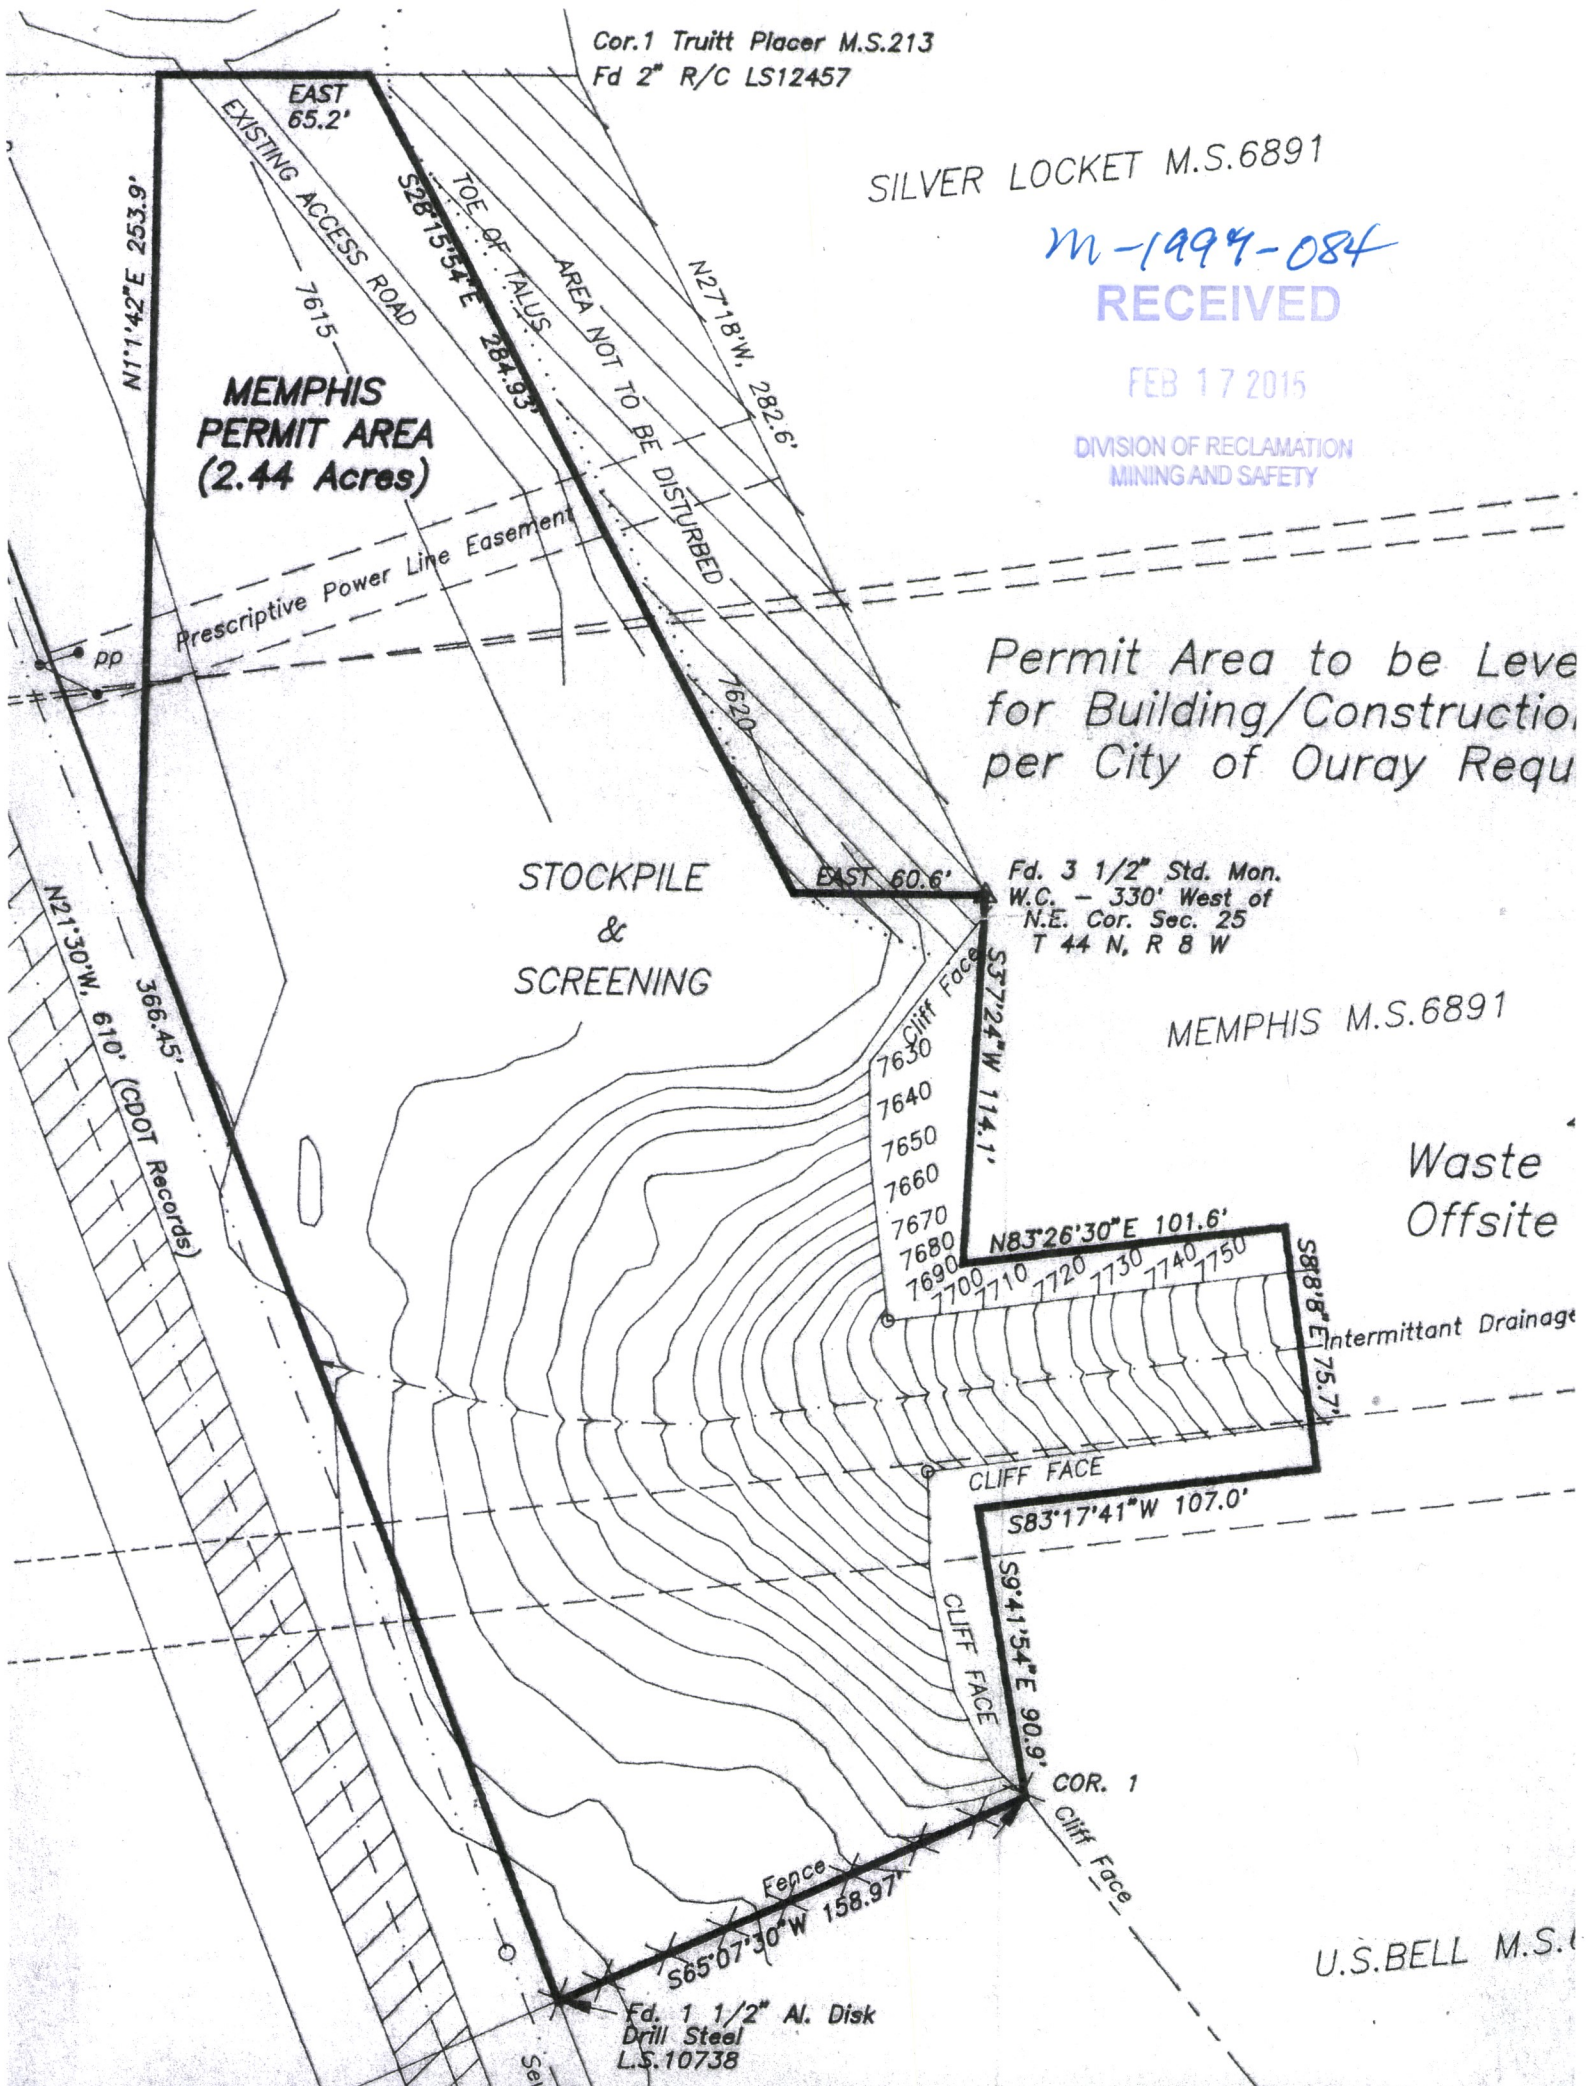 Cor.1 Truitt Placer M.S.213
Fd 2" R/C LS12457
EAST
65.2'
SILVER LOCKET M.S.6891
M-1997-084
RECEIVED
FEB 17 2015
DIVISION OF RECLAMATION
MINING AND SAFETY
EXISTING ACCESS ROAD
N1°1'42"E 253.9'
S28°15'54"E 284.93'
TOE OF TALUS
AREA NOT TO BE DISTURBED
N27°18'W, 282.6'
7615
MEMPHIS
PERMIT AREA
(2.44 Acres)
Prescriptive Power Line Easement
PP
7620
Permit Area to be Leve
for Building/Constructio
per City of Ouray Requ
STOCKPILE
&
SCREENING
EAST 60.6'
Fd. 3 1/2" Std. Mon.
W.C. - 330' West of
N.E. Cor. Sec. 25
T 44 N, R 8 W
N21°30'W, 610' (CDOT Records)
366.45'
Cliff Face
S3°7'24"W 114.1'
MEMPHIS M.S.6891
7630
7640
7650
7660
7670
7680
7690
7700
7710
7720
7730
7740
7750
Waste
Offsite
N83°26'30"E 101.6'
S8°8'8"E 75.7'
Intermittant Drainage
CLIFF FACE
S83°17'41"W 107.0'
CLIFF FACE
S9°41'54"E 90.9'
COR. 1
Cliff Face
Fence
S65°07'30"W 158.97'
U.S.BELL M.S.
Fd. 1 1/2" Al. Disk
Drill Steel
L.S.10738